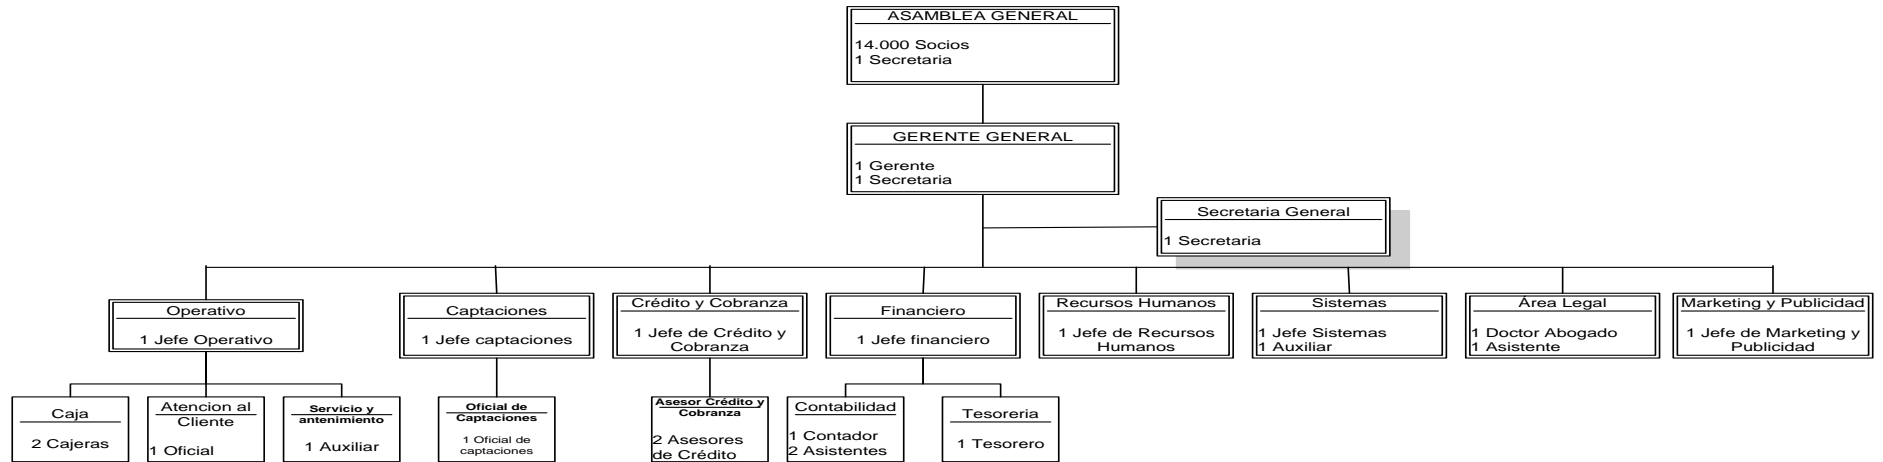 ASAMBLEA GENERAL
14.000 Socios
1 Secretaria
GERENTE GENERAL
1 Gerente
1 Secretaria
Secretaria General
1 Secretaria
Operativo
1 Jefe Operativo
Captaciones
1 Jefe captaciones
Crédito y Cobranza
1 Jefe de Crédito y
Cobranza
Financiero
1 Jefe financiero
Recursos Humanos
1 Jefe de Recursos
Humanos
Sistemas
1 Jefe Sistemas
1 Auxiliar
Área Legal
1 Doctor Abogado
1 Asistente
Marketing y Publicidad
1 Jefe de Marketing y
Publicidad
Caja
2 Cajeras
Atencion al
Cliente
1 Oficial
Servicio y
antenimiento
1 Auxiliar
Oficial de
Captaciones
1 Oficial de
captaciones
Asesor Crédito y
Cobranza
2 Asesores
de Crédito
Contabilidad
1 Contador
2 Asistentes
Tesoreria
1 Tesorero